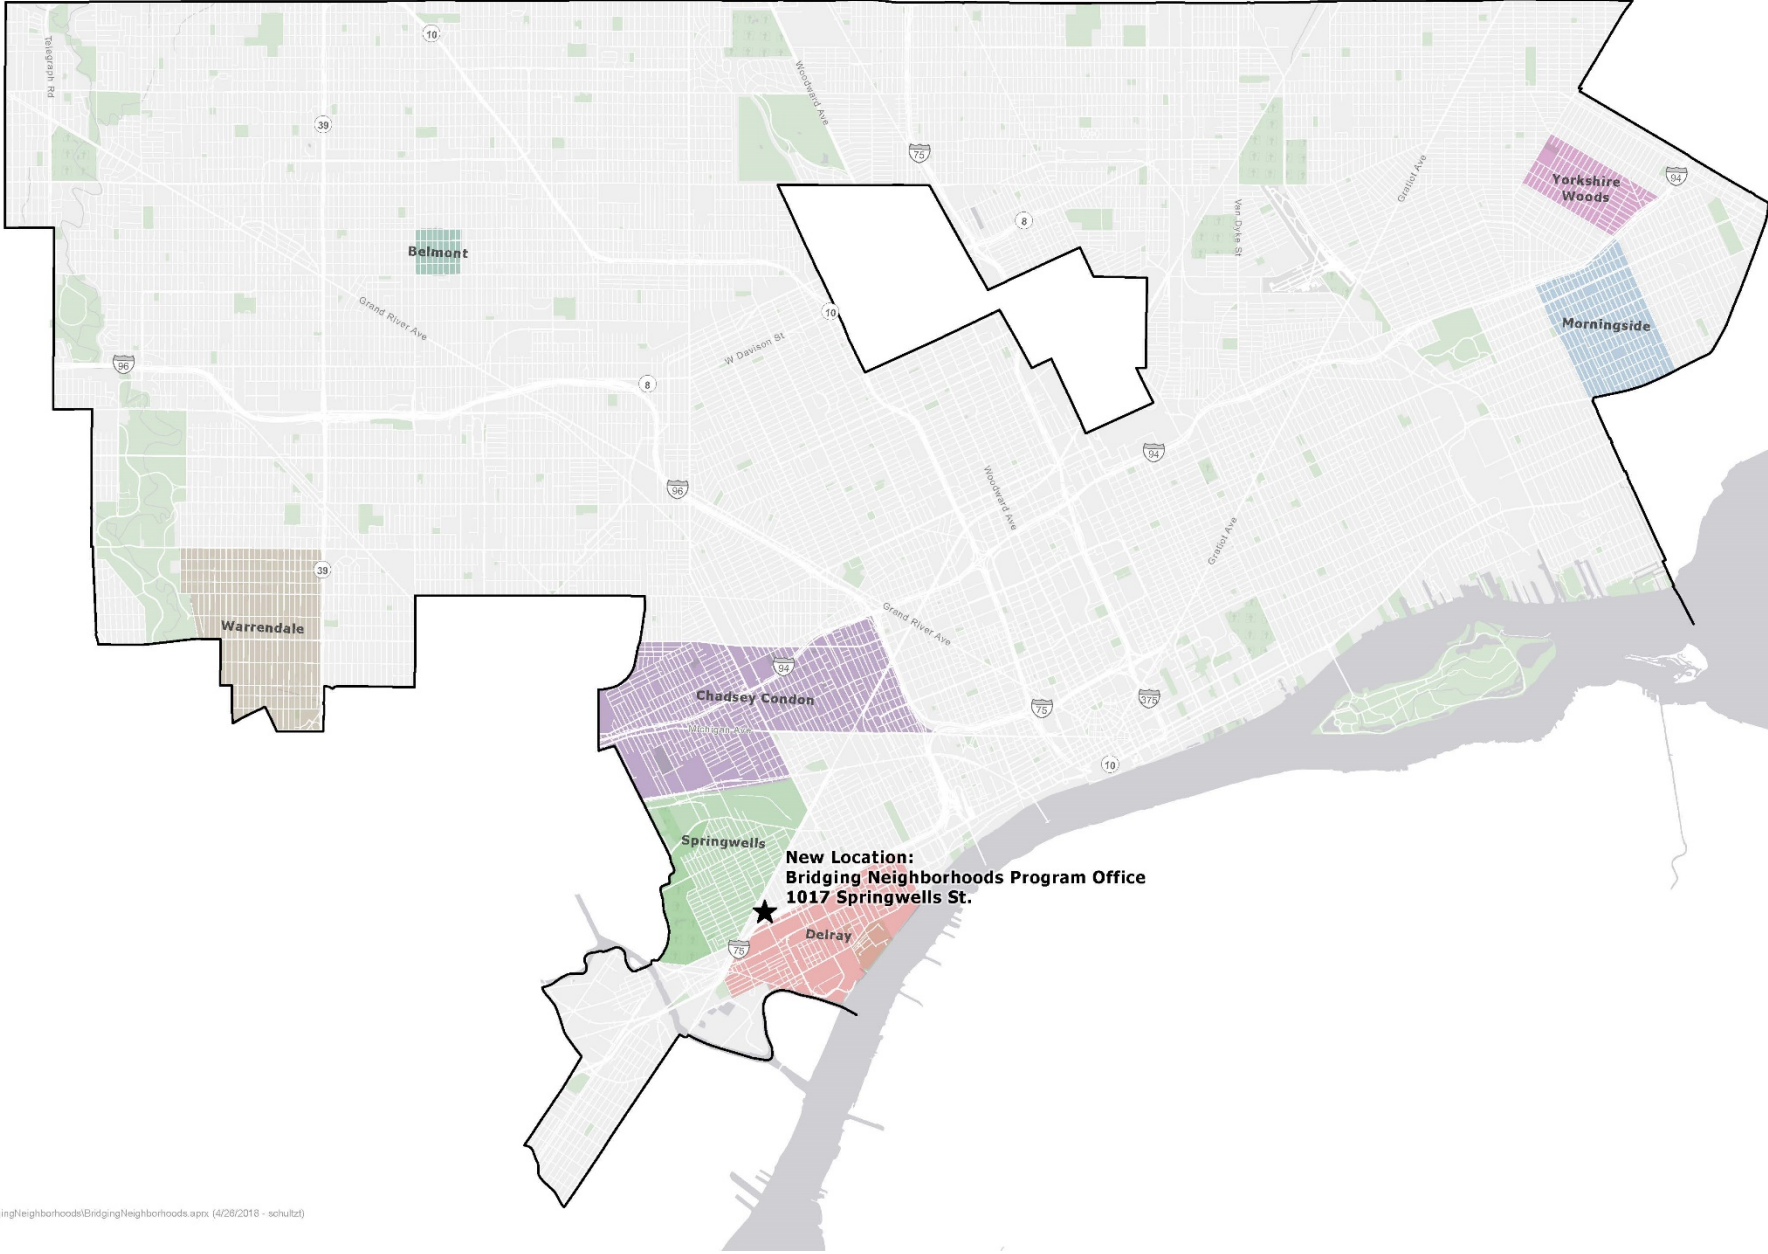 10
Telegraph Rd
Woodward Ave
39
75
Gratiot Ave
94
Yorkshire
Woods
Van Dyke St
8
Belmont
Grand River Ave
10
Morningside
W Davison St
96
8
94
Woodward Ave
96
Gratiot Ave
39
Grand River Ave
Warrendale
94
Chadsey Condon
75
375
Michigan Ave
10
Springwells
New Location:
Bridging Neighborhoods Program Office
1017 Springwells St.
Delray
75
ingNeighborhoods\BridgingNeighborhoods.aprx (4/26/2018 - schultzt)